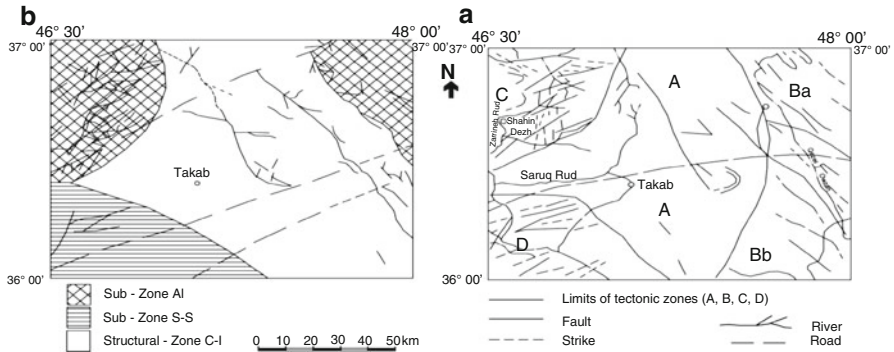 b
46° 30'
48° 00'
37° 00'
37° 00'
Takab
36° 00'
Sub - Zone Al
Sub - Zone S-S
Structural - Zone C-I
0 10 20 30 40 50km
a
46° 30'
48° 00'
37° 00'
37° 00'
N
A
Ba
C
Zarrineh Rud
Shahin
Dezh
Saruq Rud
Takab
A
D
Bb
36° 00'
Limits of tectonic zones (A, B, C, D)
Fault
Strike
River
Road